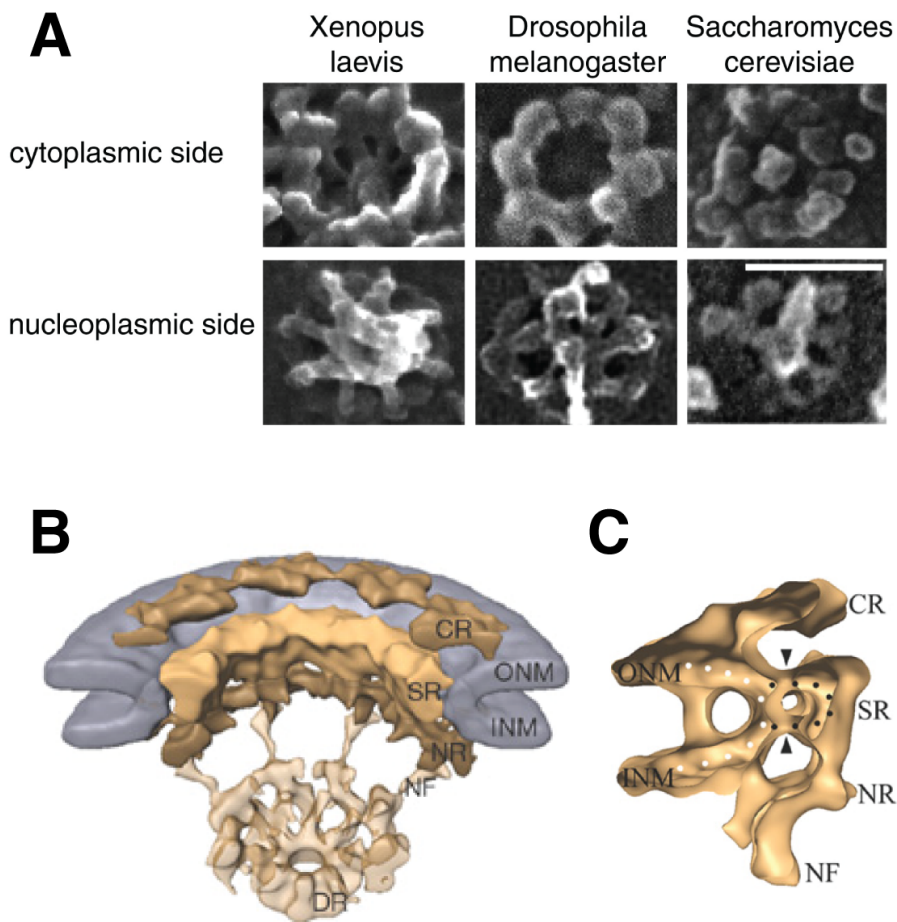 A
Xenopus
laevis
Drosophila
melanogaster
Saccharomyces
cerevisiae
cytoplasmic side
nucleoplasmic side
B
CR
ONM
SR
INM
NR
NF
DR
C
CR
ONM
SR
INM
NR
NF